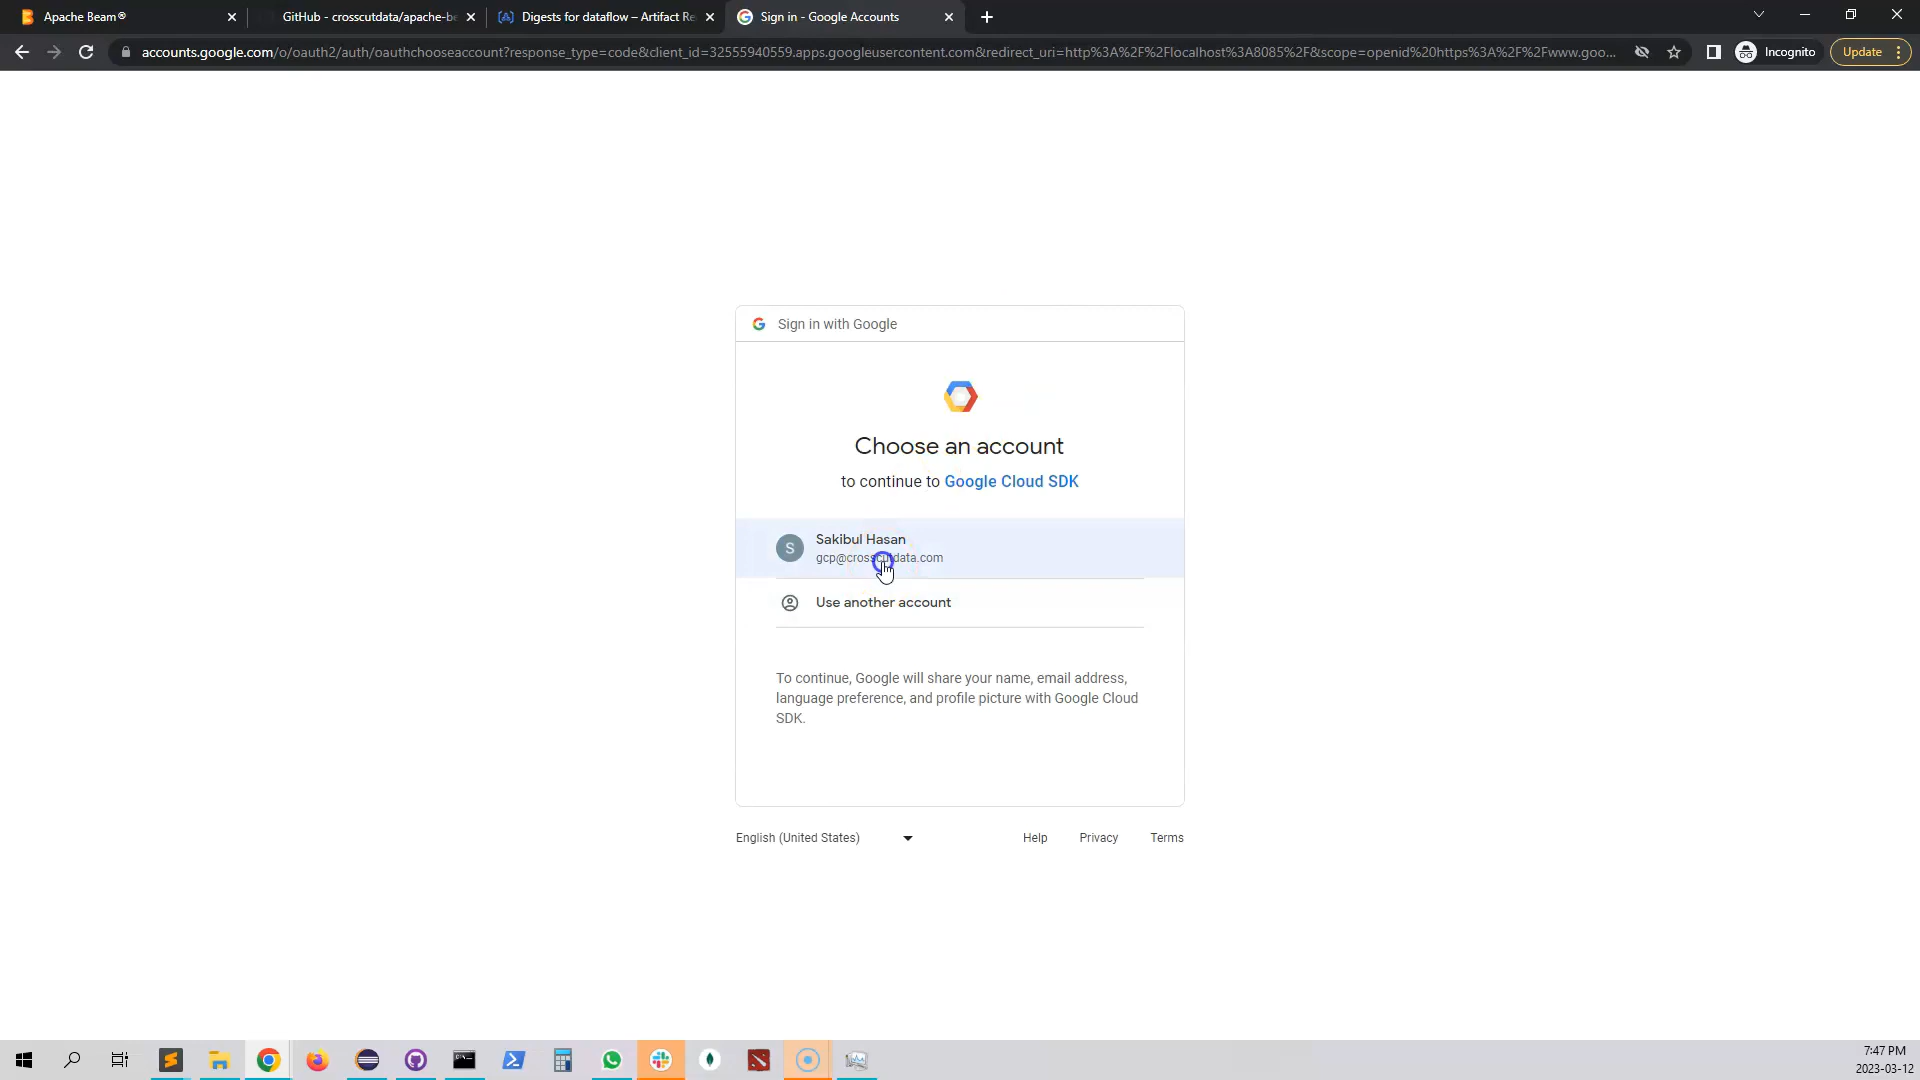 Apache Beam®
GitHub - crosscutdata/apache-be
Digests for dataflow – Artifact Re
Sign in - Google Accounts
accounts.google.com/o/oauth2/auth/oauthchooseaccount?response_type=code&client_id=32555940559.apps.googleusercontent.com&redirect_uri=http%3A%2F%2Flocalhost%3A8085%2F&scope=openid%20https%3A%2F%2Fwww.goo...
Incognito
Update
Sign in with Google
Choose an account
to continue to Google Cloud SDK
S
Sakibul Hasan
gcp@crosscutdata.com
Use another account
To continue, Google will share your name, email address,
language preference, and profile picture with Google Cloud
SDK.
English (United States)
Help
Privacy
Terms
7:47 PM
2023-03-12